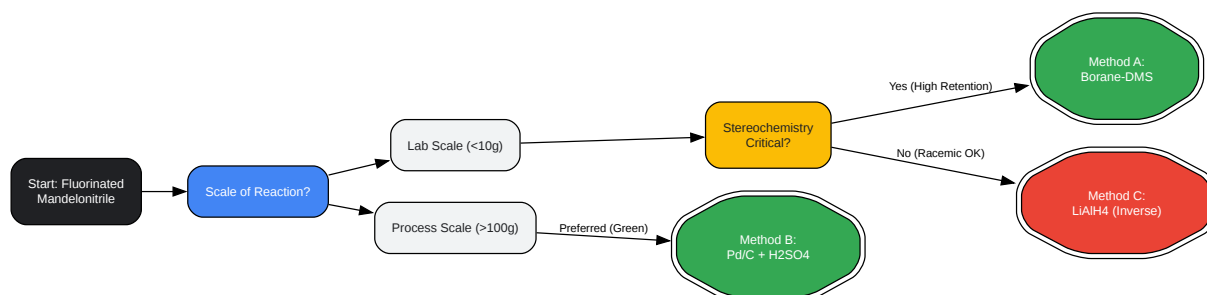 Start: Fluorinated
Mandelonitrile
Scale of Reaction?
Lab Scale (<10g)
Process Scale (>100g)
Preferred (Green)
Stereochemistry
Critical?
Yes (High Retention)
No (Racemic OK)
Method A:
Borane-DMS
Method C:
LiAlH4 (Inverse)
Method B:
Pd/C + H2SO4